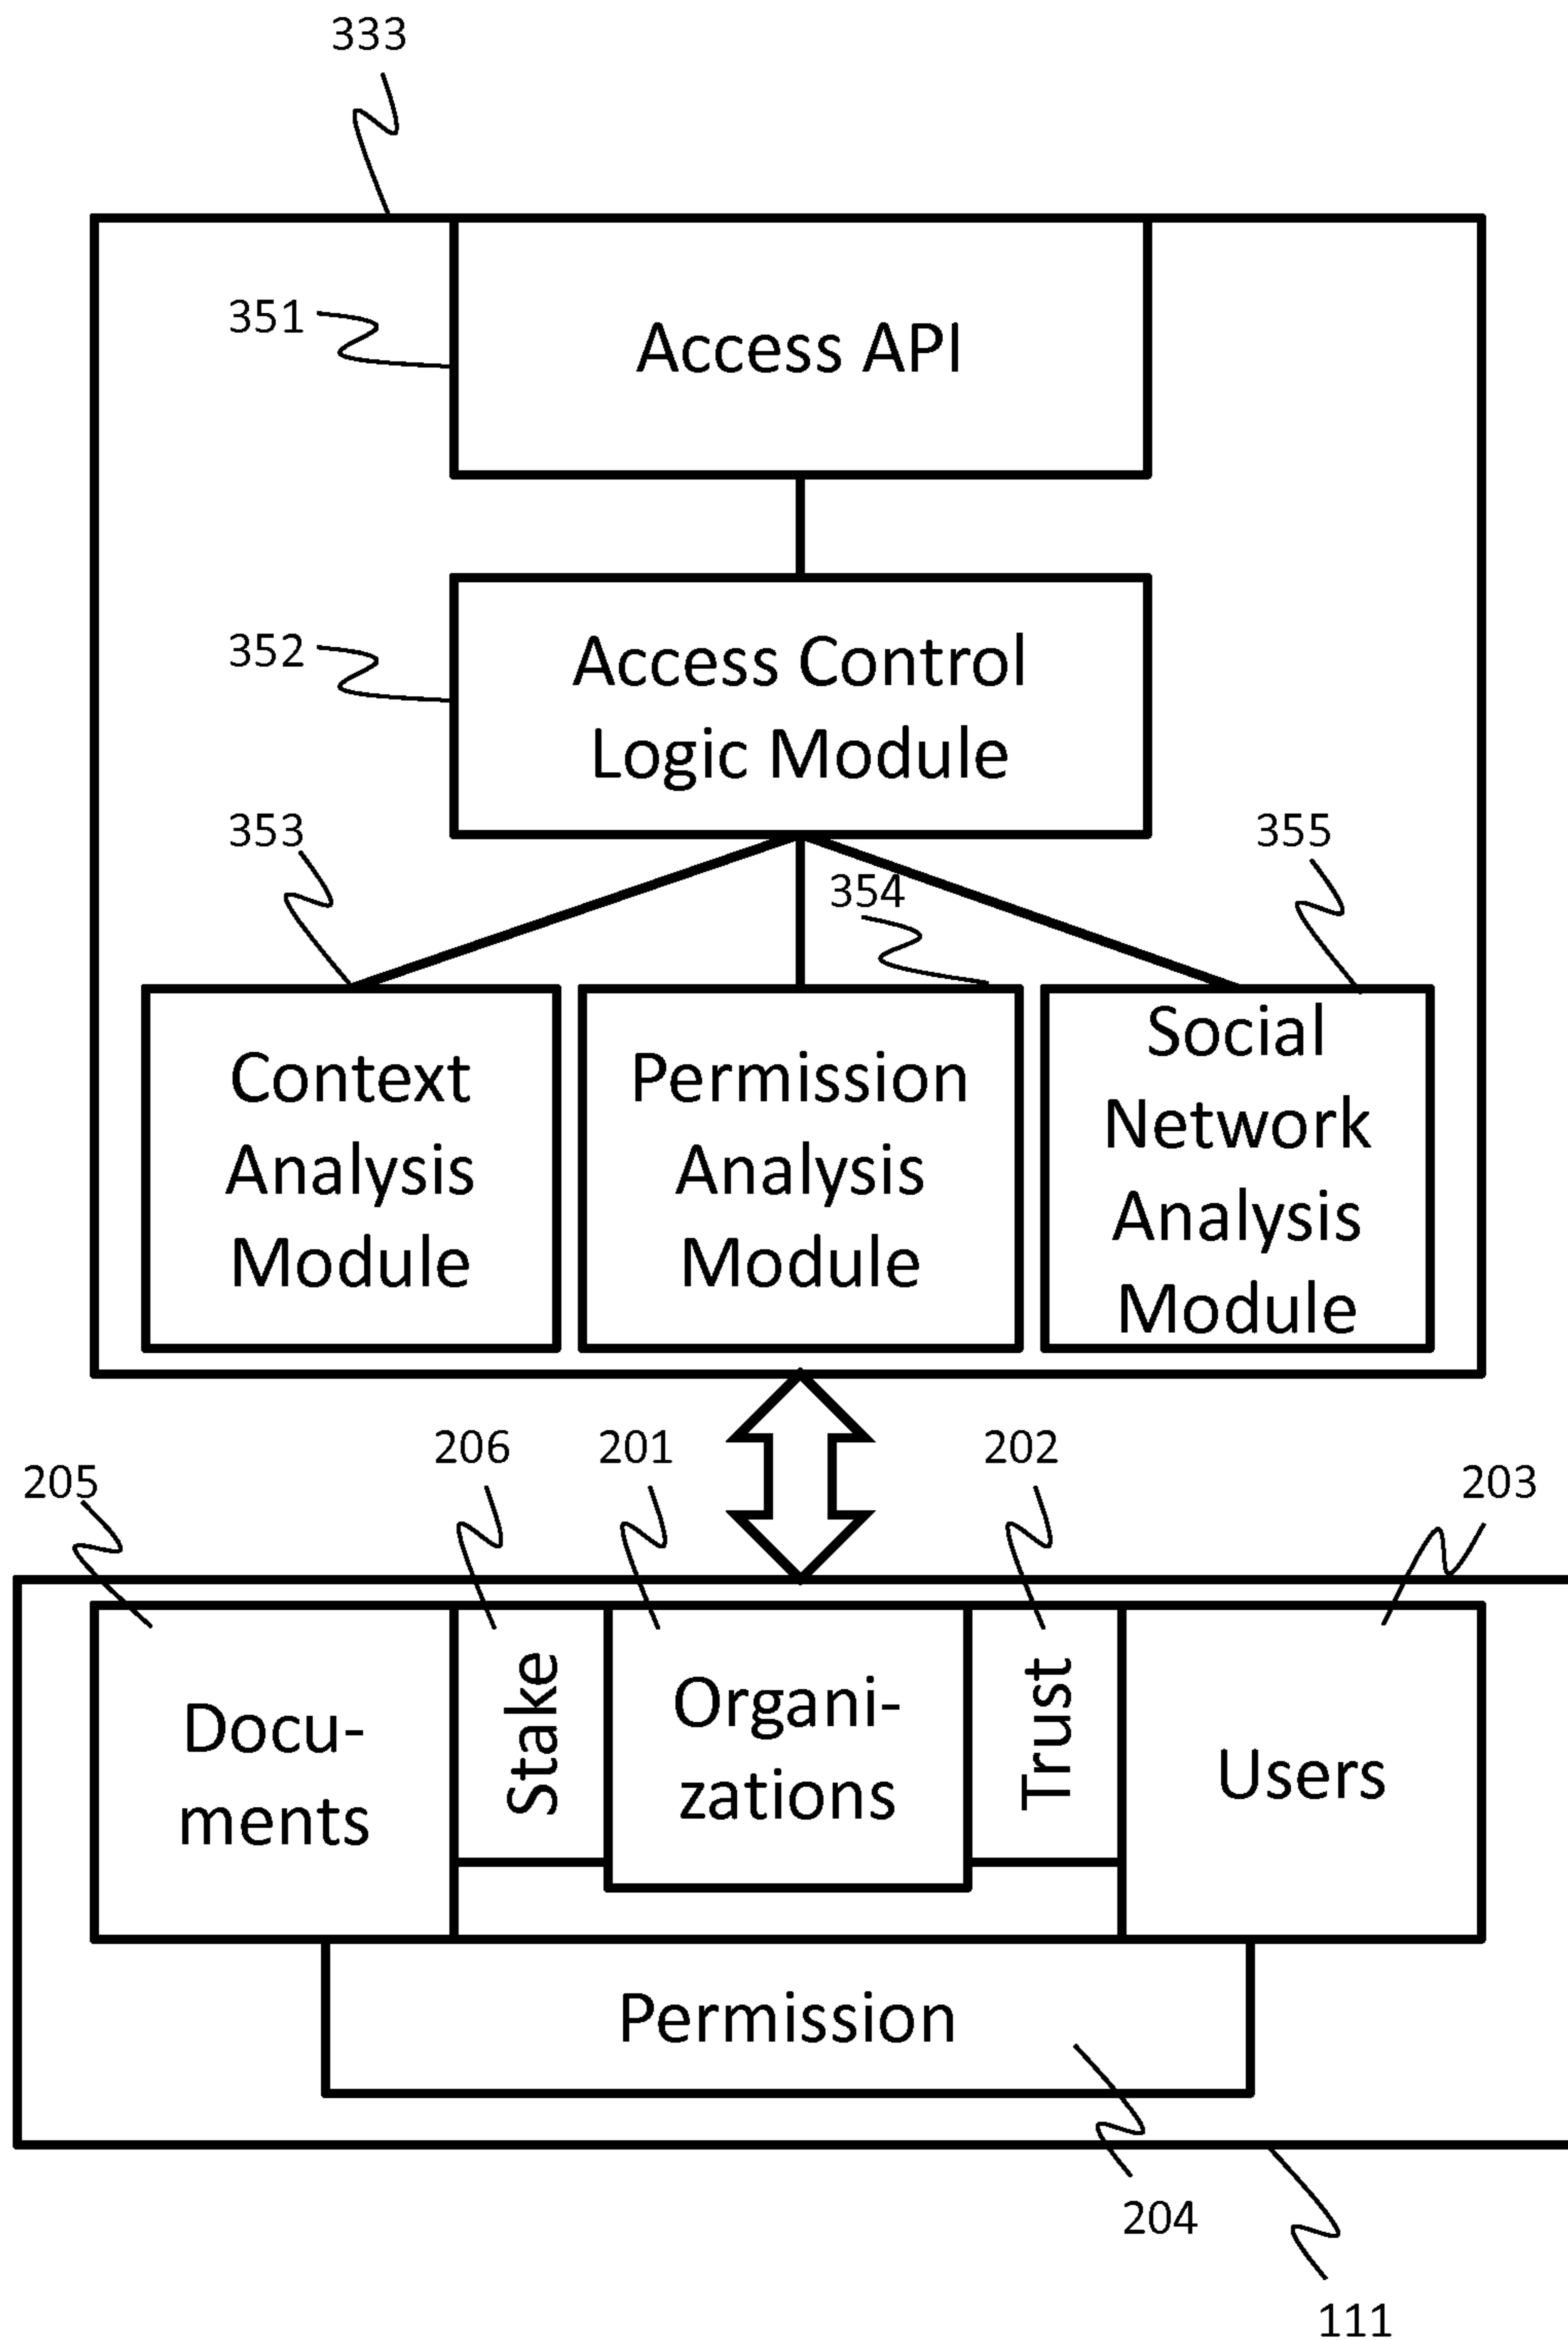 333
351
Access API
352
Access Control
Logic Module
353
354
355
Context
Analysis
Module
Permission
Analysis
Module
Social
Network
Analysis
Module
205
206
201
202
203
Docu-
ments
Stake
Organi-
zations
Trust
Users
Permission
204
111